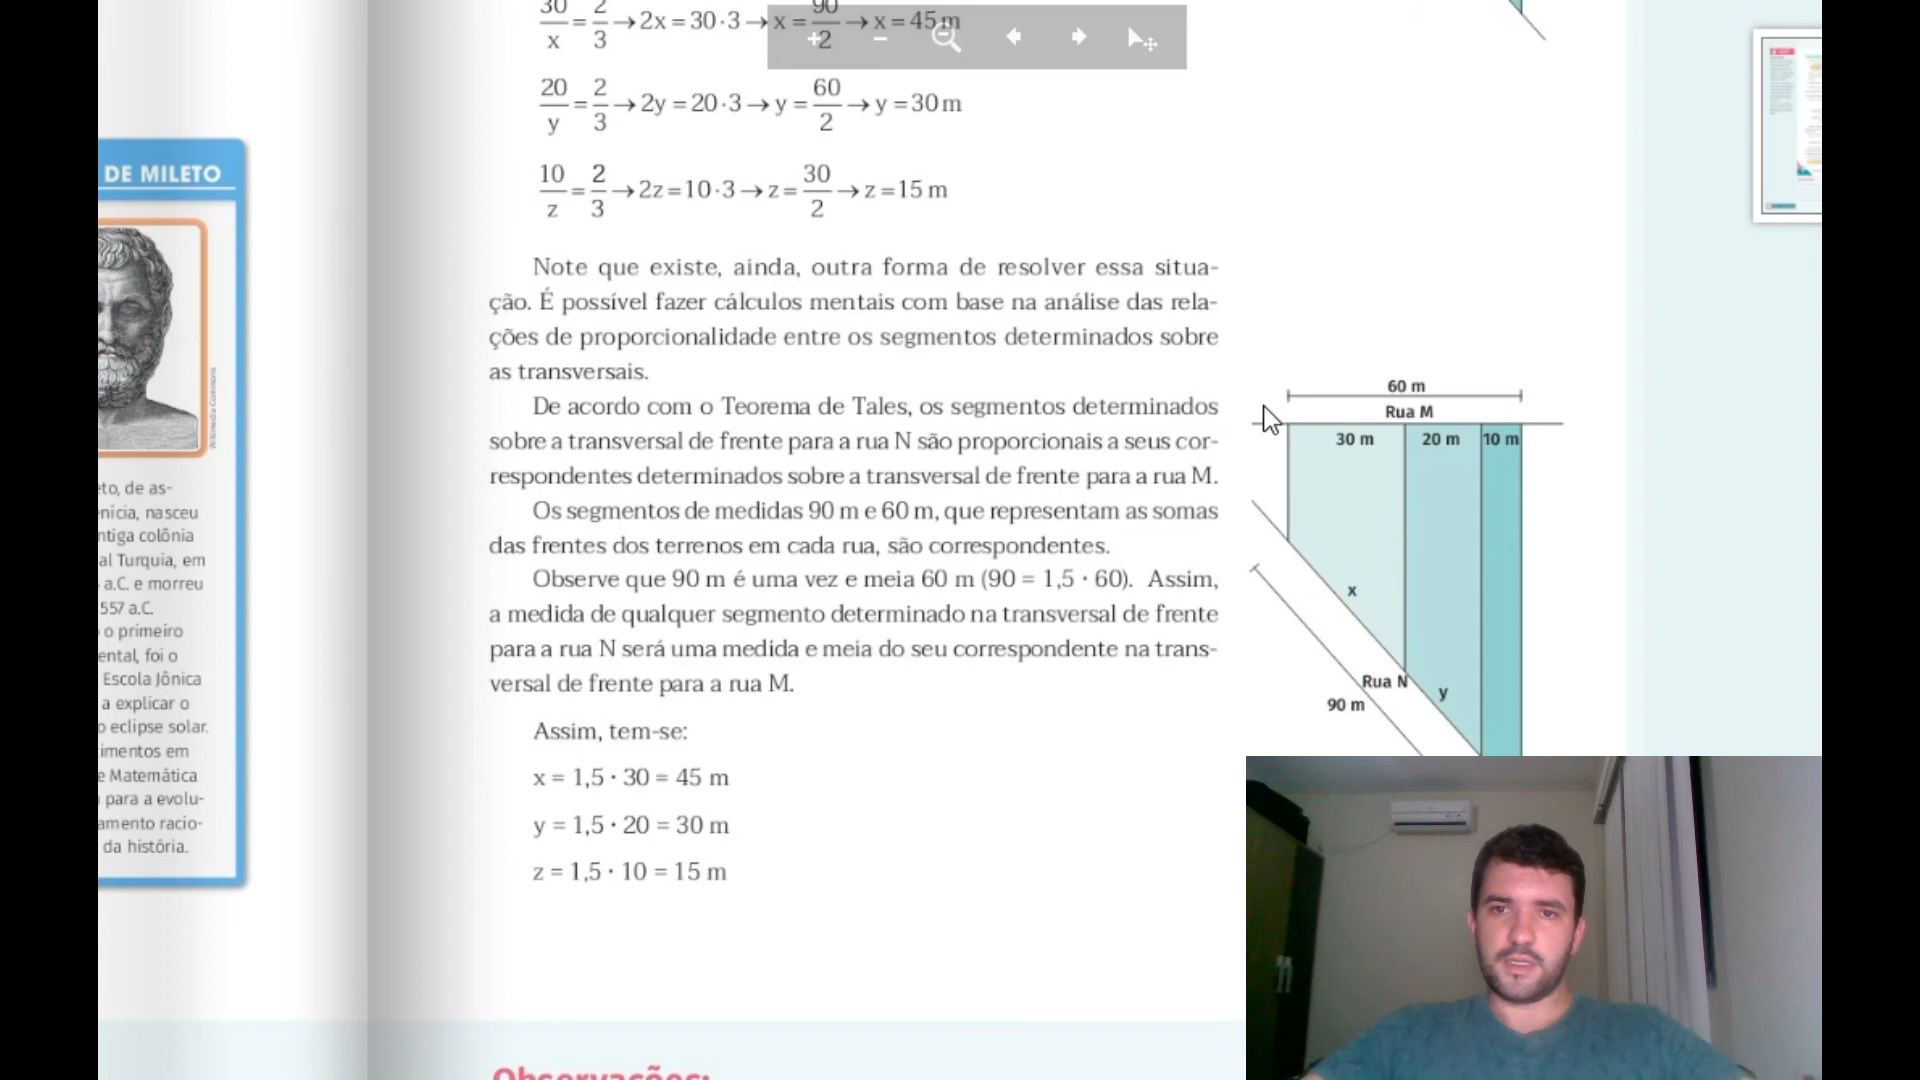 DE MILETO
Wikimedia Commons
eto, de as-
enícia, nasceu
ntiga colônia
al Turquia, em
a.C. e morreu
557 a.C.
o primeiro
ental, foi o
Escola Jônica
a explicar o
o eclipse solar.
imentos em
e Matemática
para a evolu-
amento racio-
da história.
30/x = 2/3 → 2x = 30 · 3 → x = 90/2 → x = 45 m
20/y = 2/3 → 2y = 20 · 3 → y = 60/2 → y = 30 m
10/z = 2/3 → 2z = 10 · 3 → z = 30/2 → z = 15 m
Note que existe, ainda, outra forma de resolver essa situa-
ção. É possível fazer cálculos mentais com base na análise das rela-
ções de proporcionalidade entre os segmentos determinados sobre
as transversais.
De acordo com o Teorema de Tales, os segmentos determinados
sobre a transversal de frente para a rua N são proporcionais a seus cor-
respondentes determinados sobre a transversal de frente para a rua M.
Os segmentos de medidas 90 m e 60 m, que representam as somas
das frentes dos terrenos em cada rua, são correspondentes.
Observe que 90 m é uma vez e meia 60 m (90 = 1,5 · 60). Assim,
a medida de qualquer segmento determinado na transversal de frente
para a rua N será uma medida e meia do seu correspondente na trans-
versal de frente para a rua M.
Assim, tem-se:
x = 1,5 · 30 = 45 m
y = 1,5 · 20 = 30 m
z = 1,5 · 10 = 15 m
Observações:
60 m
Rua M
30 m 20 m 10 m
x
Rua N y
90 m